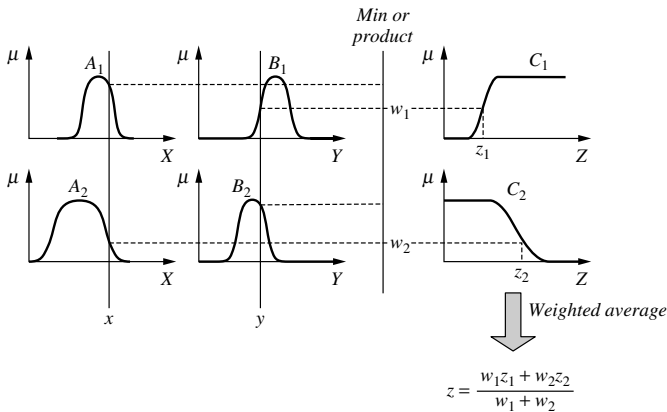 Min or
product
μ A₁ μ B₁ μ C₁
w₁
X Y z₁ Z
μ A₂ μ B₂ μ C₂
w₂
X Y z₂ Z
x y
Weighted average
z = (w₁z₁ + w₂z₂) / (w₁ + w₂)